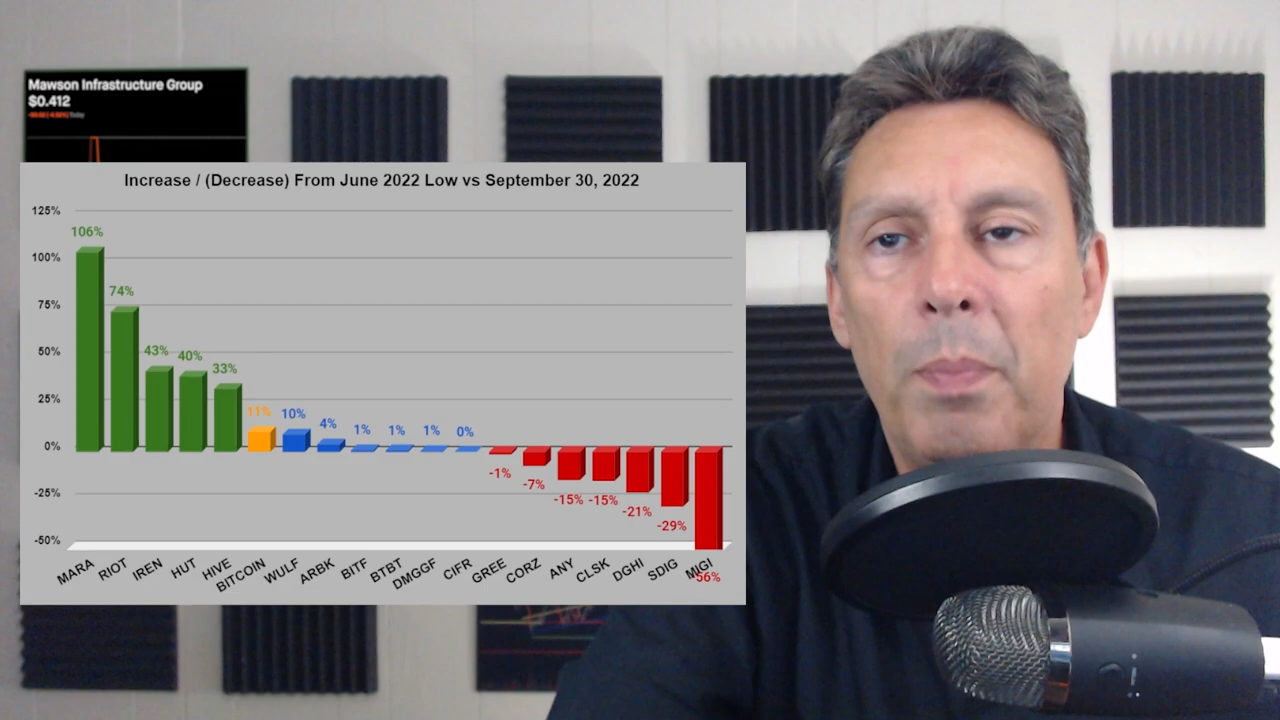 Mawson Infrastructure Group
$0.412
Today
Increase / (Decrease) From June 2022 Low vs September 30, 2022
125%
100%
75%
50%
25%
0%
-25%
-50%
106%
74%
43%
40%
33%
11%
10%
4%
1%
1%
1%
0%
-1%
-7%
-15%
-15%
-21%
-29%
-56%
MARA
RIOT
IREN
HUT
HIVE
BITCOIN
WULF
ARBK
BITF
BTBT
DMGGF
CIFR
GREE
CORZ
ANY
CLSK
DGHI
SDIG
MIGI